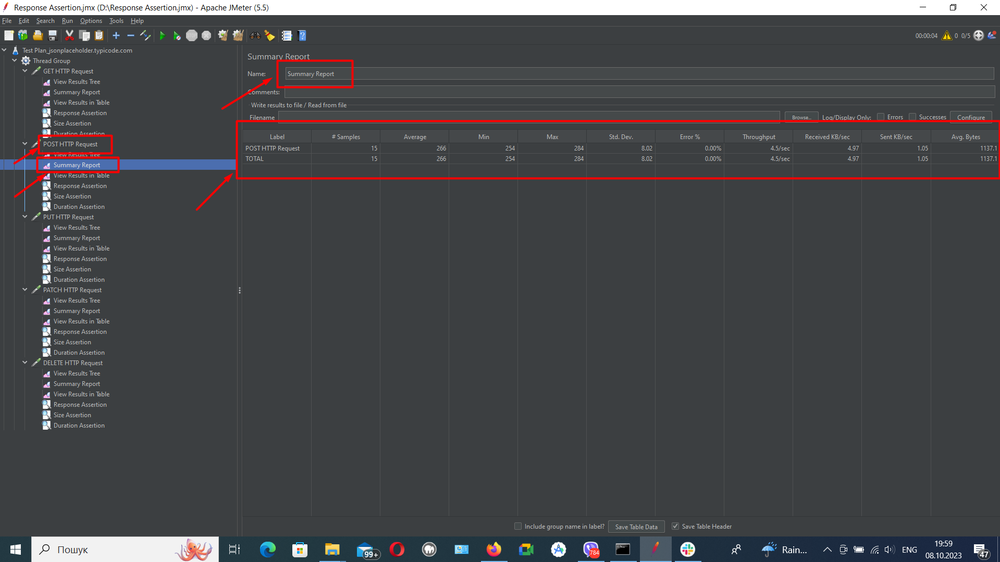 Response Assertion.jmx (D:\Response Assertion.jmx) - Apache JMeter (5.5)
File Edit Search Run Options Tools Help
00:00:04 0 0/5
Test Plan_jsonplaceholder.typicode.com
Thread Group
GET HTTP Request
View Results Tree
Summary Report
View Results in Table
Response Assertion
Size Assertion
Duration Assertion
POST HTTP Request
View Results Tree
Summary Report
View Results in Table
Response Assertion
Size Assertion
Duration Assertion
PUT HTTP Request
View Results Tree
Summary Report
View Results in Table
Response Assertion
Size Assertion
Duration Assertion
PATCH HTTP Request
View Results Tree
Summary Report
View Results in Table
Response Assertion
Size Assertion
Duration Assertion
DELETE HTTP Request
View Results Tree
Summary Report
View Results in Table
Response Assertion
Size Assertion
Duration Assertion
Summary Report
Name: Summary Report
Comments:
Write results to file / Read from file
Filename Browse... Log/Display Only: Errors Successes Configure
Label # Samples Average Min Max Std. Dev. Error % Throughput Received KB/sec Sent KB/sec Avg. Bytes
POST HTTP Request 15 266 254 284 8.02 0.00% 4.5/sec 4.97 1.05 1137.1
TOTAL 15 266 254 284 8.02 0.00% 4.5/sec 4.97 1.05 1137.1
Include group name in label? Save Table Data Save Table Header
Пошук 99+ 784 Rain... ENG 19:59
08.10.2023 47